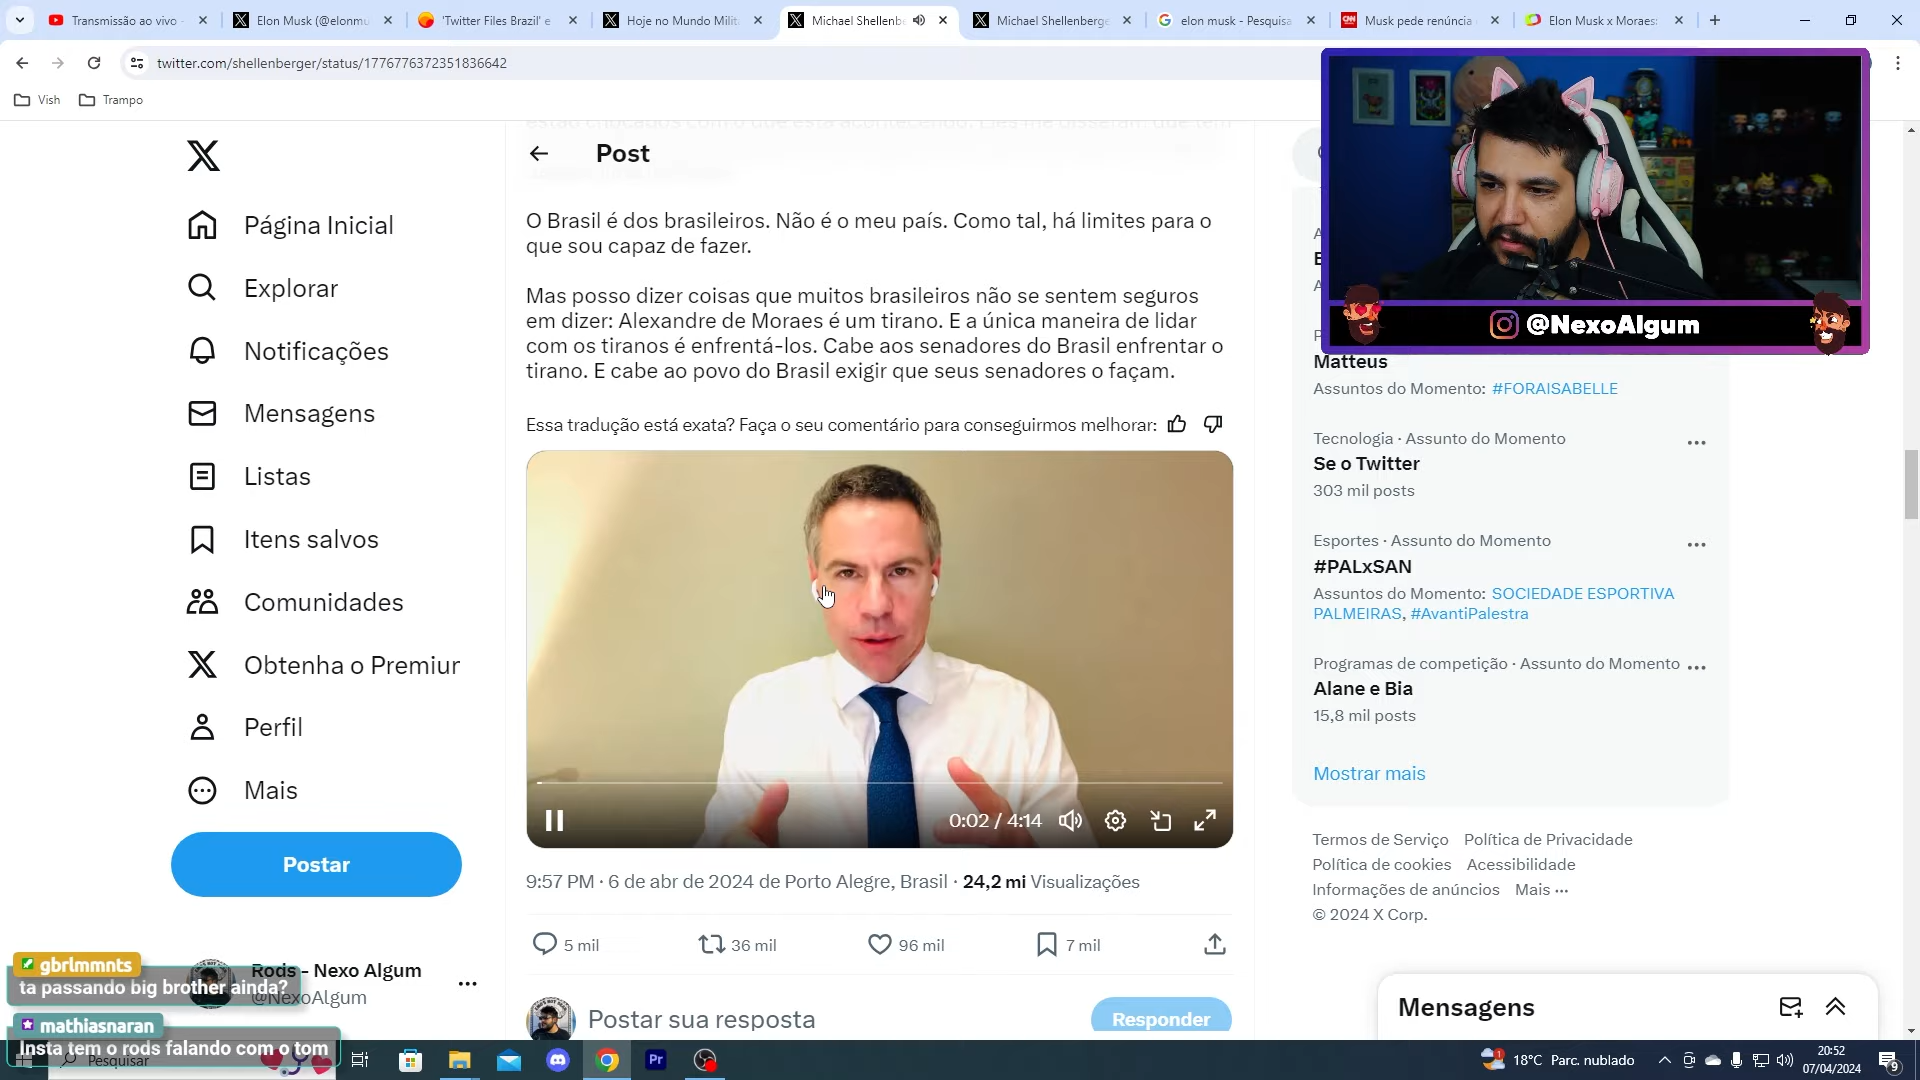 Transmissão ao vivo -
Elon Musk (@elonmu
'Twitter Files Brazil' e
Hoje no Mundo Milit
Michael Shellenbe
Michael Shellenberge
elon musk - Pesquisa
CNN
Musk pede renúncia
Elon Musk x Moraes:
twitter.com/shellenberger/status/1776776372351836642
Vish
Trampo
Post
Página Inicial
Explorar
Notificações
Mensagens
Listas
Itens salvos
Comunidades
Obtenha o Premiur
Perfil
Mais
Postar
Rods - Nexo Algum
@NexoAlgum
O Brasil é dos brasileiros. Não é o meu país. Como tal, há limites para o
que sou capaz de fazer.
Mas posso dizer coisas que muitos brasileiros não se sentem seguros
em dizer: Alexandre de Moraes é um tirano. E a única maneira de lidar
com os tiranos é enfrentá-los. Cabe aos senadores do Brasil enfrentar o
tirano. E cabe ao povo do Brasil exigir que seus senadores o façam.
Essa tradução está exata? Faça o seu comentário para conseguirmos melhorar:
0:02 / 4:14
9:57 PM · 6 de abr de 2024 de Porto Alegre, Brasil · 24,2 mi Visualizações
5 mil
36 mil
96 mil
7 mil
Postar sua resposta
Responder
@NexoAlgum
Matteus
Assuntos do Momento: #FORAISABELLE
Tecnologia · Assunto do Momento
Se o Twitter
303 mil posts
Esportes · Assunto do Momento
#PALxSAN
Assuntos do Momento: SOCIEDADE ESPORTIVA
PALMEIRAS, #AvantiPalestra
Programas de competição · Assunto do Momento
Alane e Bia
15,8 mil posts
Mostrar mais
Termos de Serviço Política de Privacidade
Política de cookies Acessibilidade
Informações de anúncios Mais ···
© 2024 X Corp.
Mensagens
gbrlmmnts
ta passando big brother ainda?
mathiasnaran
Insta tem o rods falando com o tom
Pesquisar
Pr
1
18°C Parc. nublado
20:52
07/04/2024
9